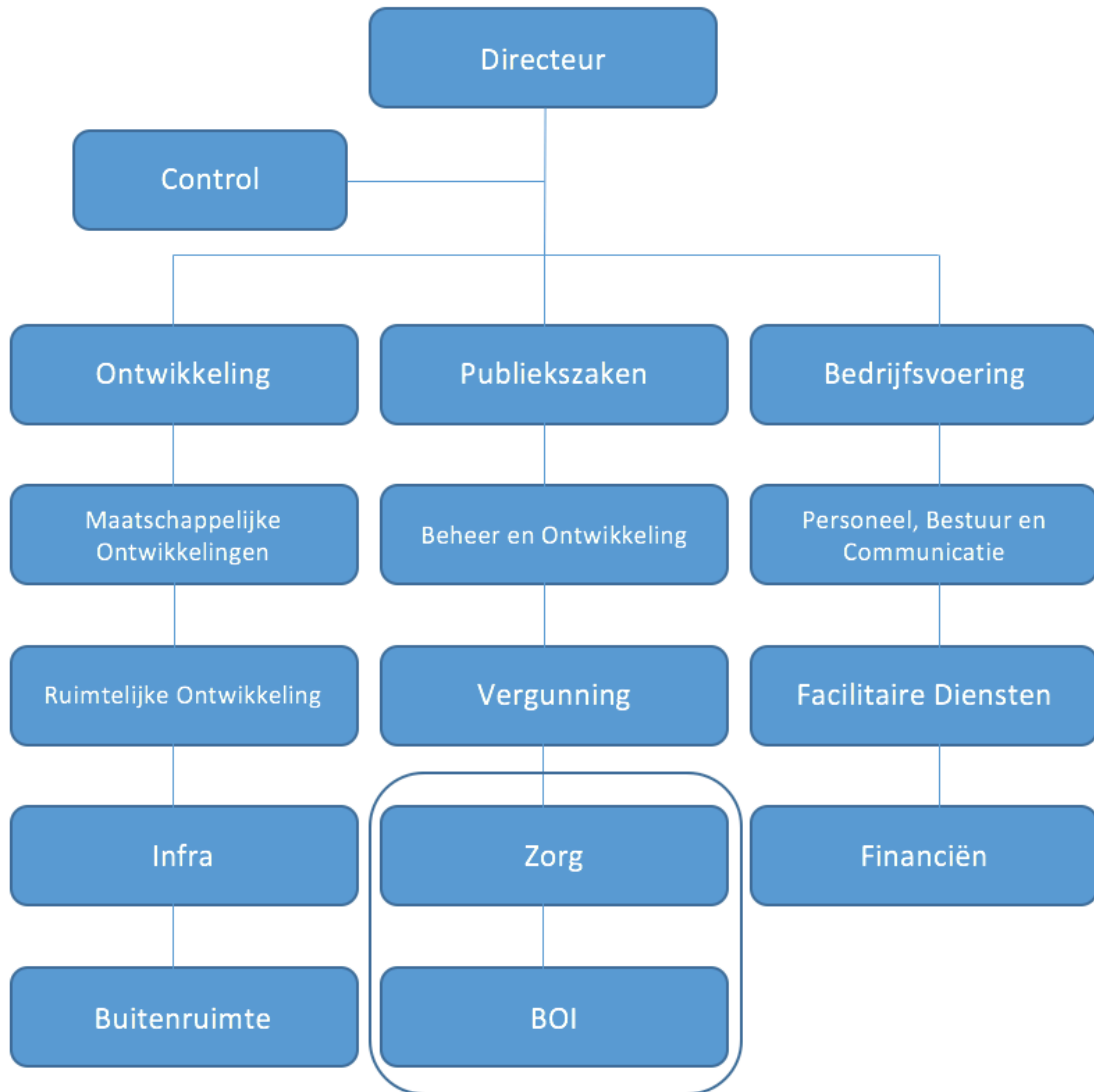 Directeur
Control
Ontwikkeling
Publiekszaken
Bedrijfsvoering
Maatschappelijke
Ontwikkelingen
Beheer en Ontwikkeling
Personeel, Bestuur en
Communicatie
Ruimtelijke Ontwikkeling
Vergunning
Facilitaire Diensten
Infra
Zorg
Financiën
Buitenruimte
BOI